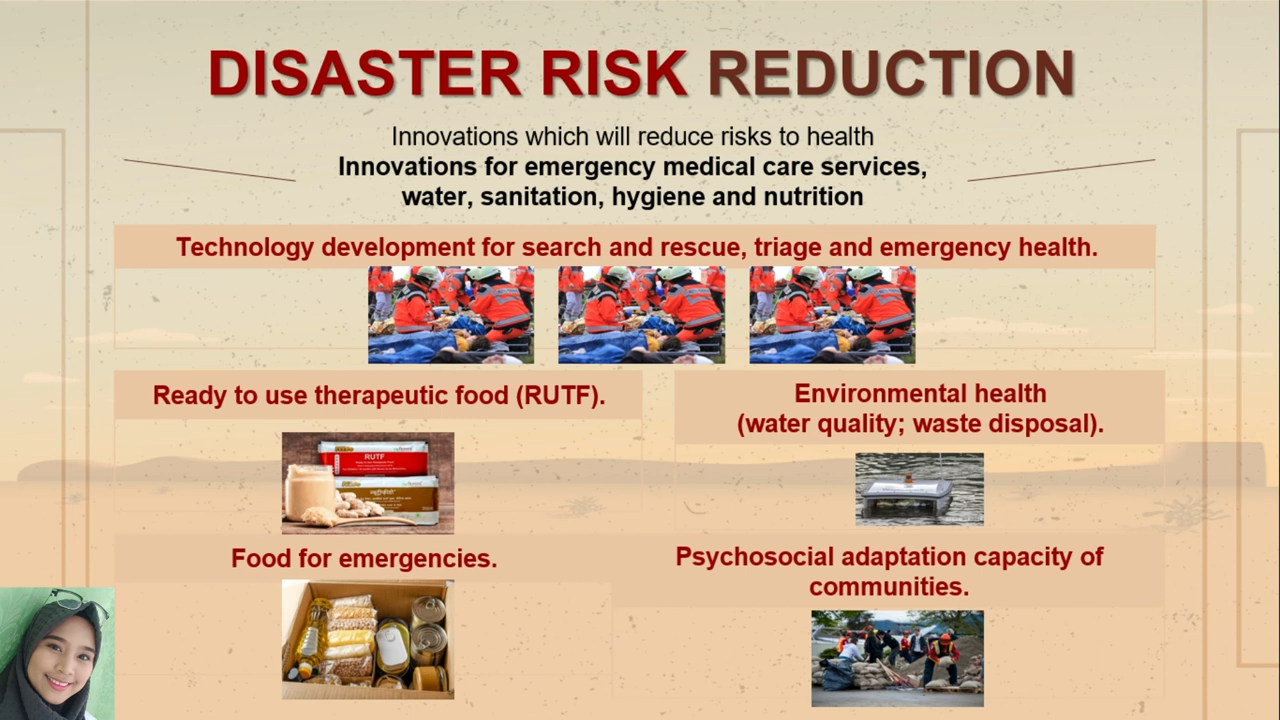 DISASTER RISK REDUCTION
Innovations which will reduce risks to health
Innovations for emergency medical care services,
water, sanitation, hygiene and nutrition
Technology development for search and rescue, triage and emergency health.
Ready to use therapeutic food (RUTF).
Environmental health
(water quality; waste disposal).
RUTF
Food for emergencies.
Psychosocial adaptation capacity of
communities.